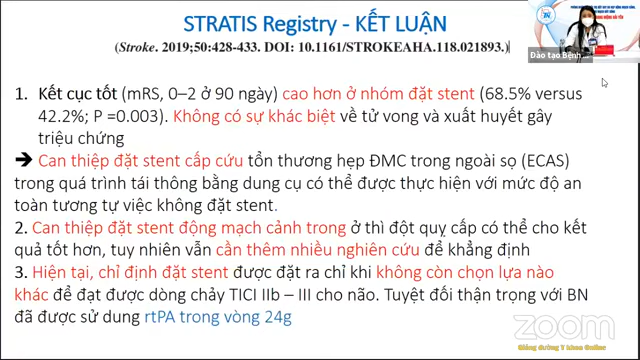 STRATIS Registry - KẾT LUẬN
(Stroke. 2019;50:428-433. DOI: 10.1161/STROKEAHA.118.021893.)
1. Kết cục tốt (mRS, 0–2 ở 90 ngày) cao hơn ở nhóm đặt stent (68.5% versus
42.2%; P =0.003). Không có sự khác biệt về tử vong và xuất huyết gây
triệu chứng
➔ Can thiệp đặt stent cấp cứu tổn thương hẹp ĐMC trong ngoài sọ (ECAS)
trong quá trình tái thông bằng dung cụ có thể được thực hiện với mức độ an
toàn tương tự việc không đặt stent.
2. Can thiệp đặt stent động mạch cảnh trong ở thì đột quỵ cấp có thể cho kết
quả tốt hơn, tuy nhiên vẫn cần thêm nhiều nghiên cứu để khẳng định
3. Hiện tại, chỉ định đặt stent được đặt ra chỉ khi không còn chọn lựa nào
khác để đạt được dòng chảy TICI IIb – III cho não. Tuyệt đối thận trọng với BN
đã được sử dung rtPA trong vòng 24g
Đào tạo Bệnh
zoom
Giảng đường Y khoa Online